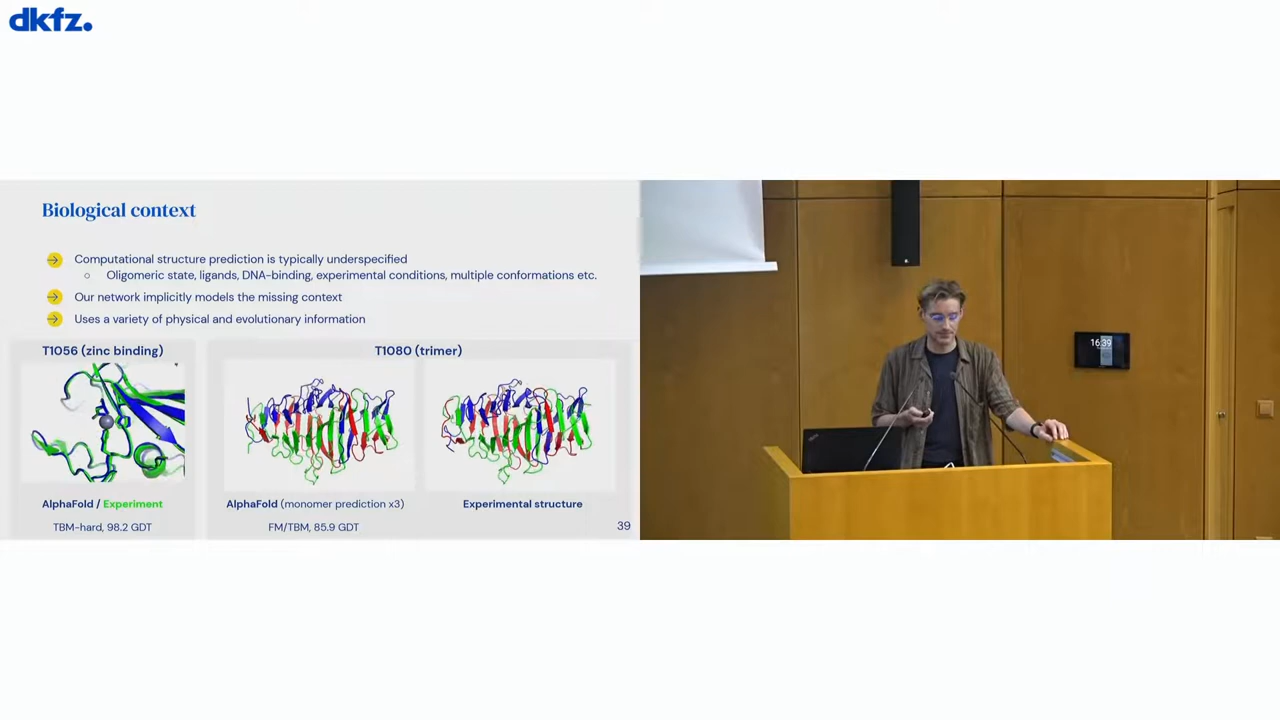 dkfz.
Biological context
Computational structure prediction is typically underspecified
Oligomeric state, ligands, DNA-binding, experimental conditions, multiple conformations etc.
Our network implicitly models the missing context
Uses a variety of physical and evolutionary information
T1056 (zinc binding)
T1080 (trimer)
AlphaFold / Experiment
AlphaFold (monomer prediction x3)
Experimental structure
TBM-hard, 98.2 GDT
FM/TBM, 85.9 GDT
39
16:39